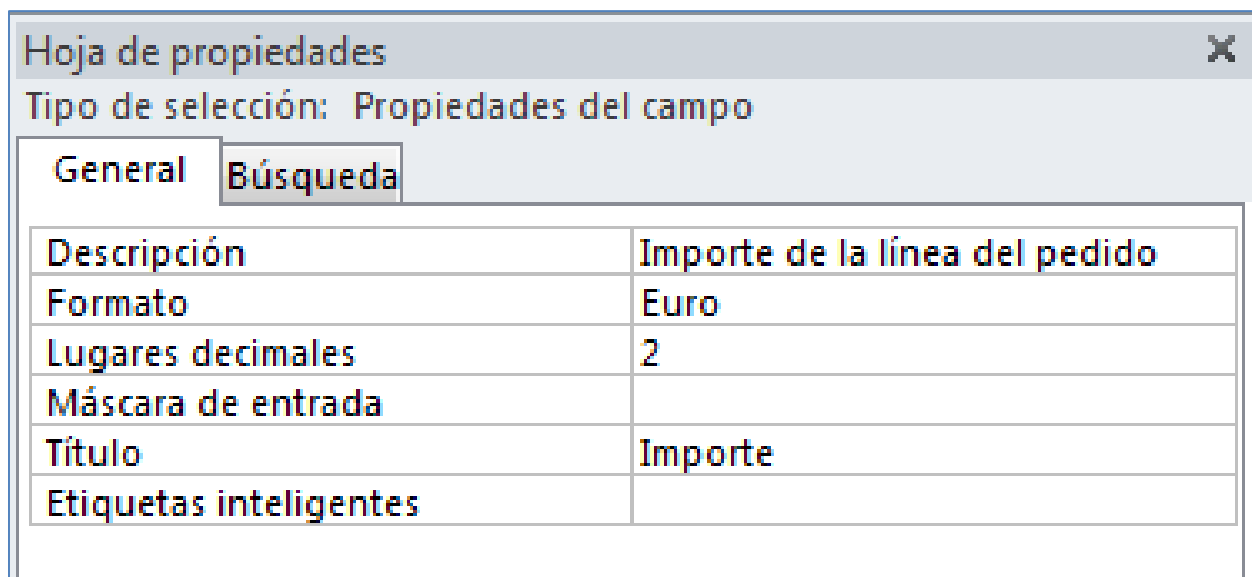 Hoja de propiedades
Tipo de selección: Propiedades del campo
General Búsqueda
Descripción Importe de la línea del pedido
Formato Euro
Lugares decimales 2
Máscara de entrada
Título Importe
Etiquetas inteligentes